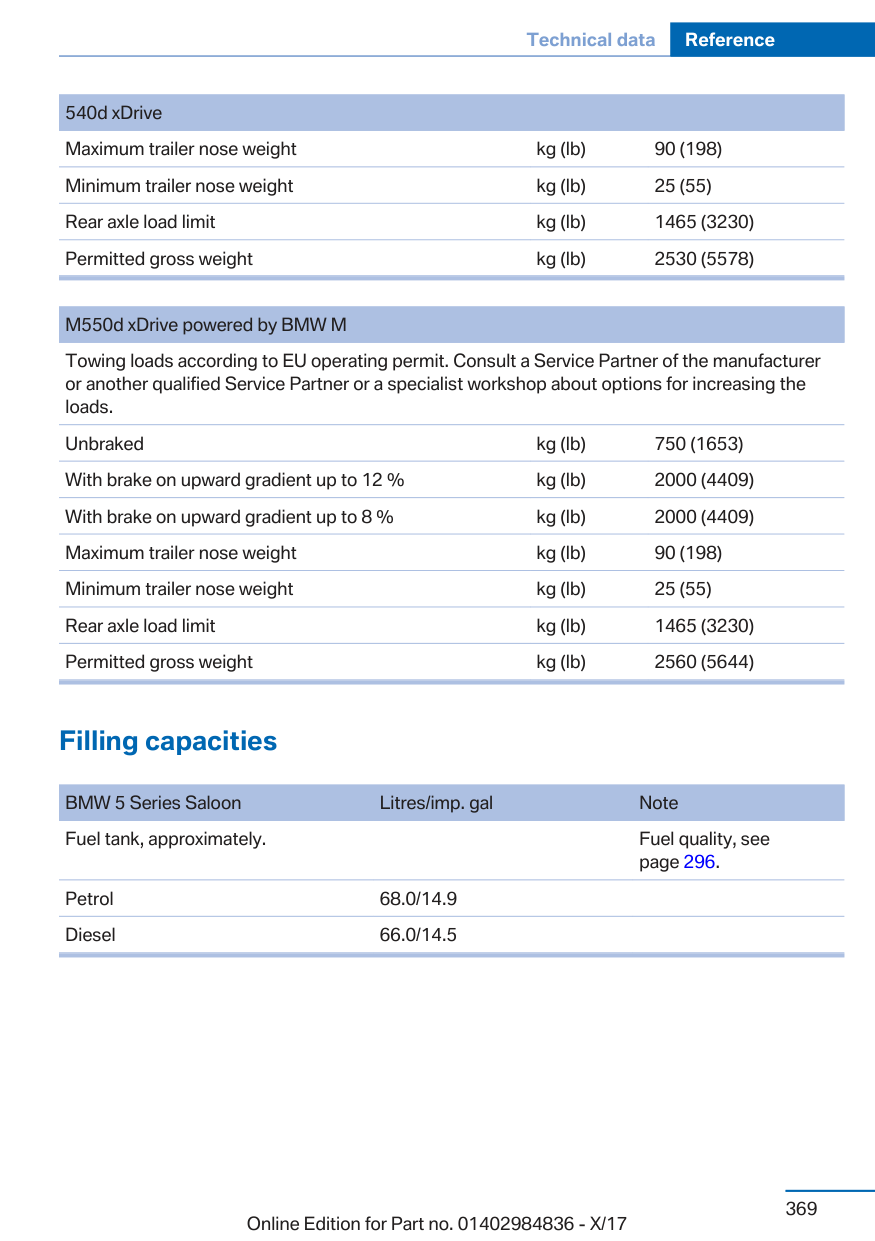 Technical data Reference
540d xDrive
Maximum trailer nose weight kg (lb) 90 (198)
Minimum trailer nose weight kg (lb) 25 (55)
Rear axle load limit kg (lb) 1465 (3230)
Permitted gross weight kg (lb) 2530 (5578)
M550d xDrive powered by BMW M
Towing loads according to EU operating permit. Consult a Service Partner of the manufacturer
or another qualified Service Partner or a specialist workshop about options for increasing the
loads.
Unbraked kg (lb) 750 (1653)
With brake on upward gradient up to 12 % kg (lb) 2000 (4409)
With brake on upward gradient up to 8 % kg (lb) 2000 (4409)
Maximum trailer nose weight kg (lb) 90 (198)
Minimum trailer nose weight kg (lb) 25 (55)
Rear axle load limit kg (lb) 1465 (3230)
Permitted gross weight kg (lb) 2560 (5644)
Filling capacities
BMW 5 Series Saloon Litres/imp. gal Note
Fuel tank, approximately. Fuel quality, see
page 296.
Petrol 68.0/14.9
Diesel 66.0/14.5
369
Online Edition for Part no. 01402984836 - X/17